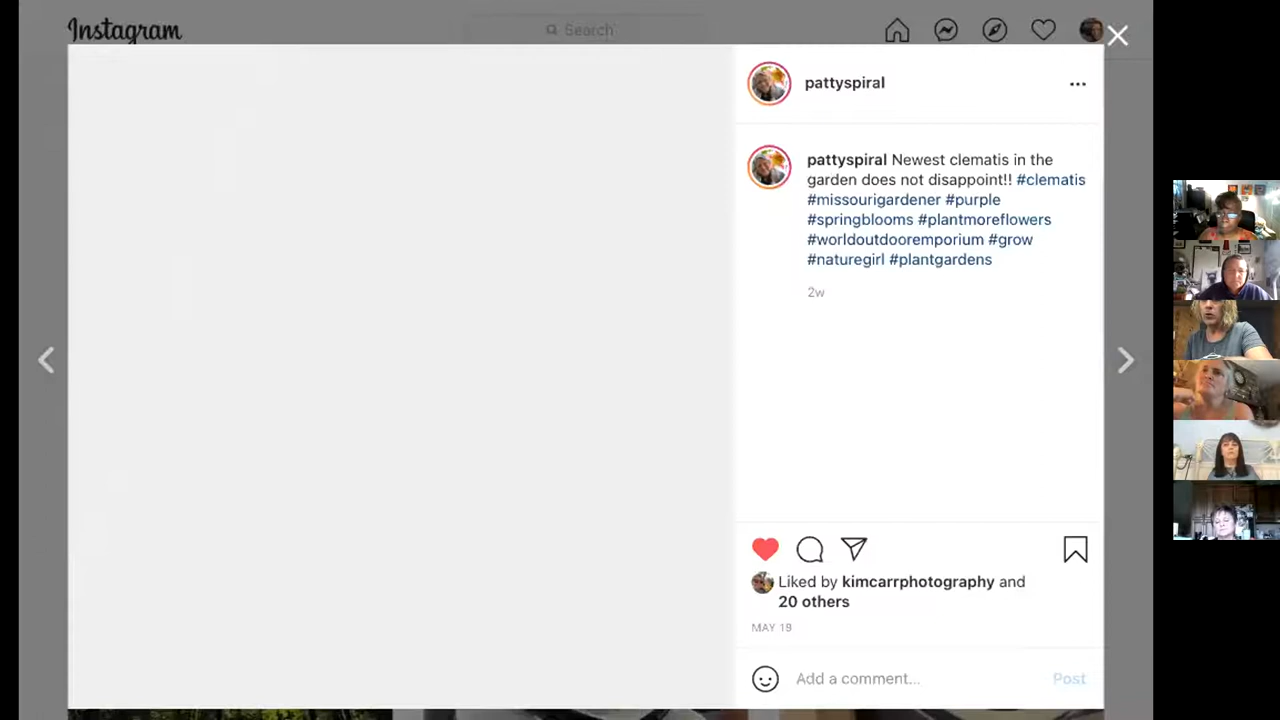 Instagram
Search
pattyspiral
pattyspiral Newest clematis in the
garden does not disappoint!! #clematis
#missourigardener #purple
#springblooms #plantmoreflowers
#worldoutdooremporium #grow
#naturegirl #plantgardens
2w
Liked by kimcarrphotography and
20 others
MAY 19
Add a comment...
Post